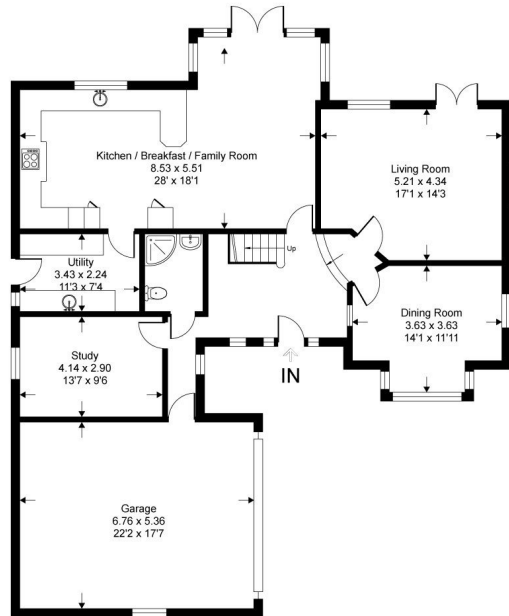 Kitchen / Breakfast / Family Room
8.53 x 5.51
28' x 18'1
Living Room
5.21 x 4.34
17'1 x 14'3
Utility
3.43 x 2.24
11'3 x 7'4
Up
Dining Room
3.63 x 3.63
14'1 x 11'11
Study
4.14 x 2.90
13'7 x 9'6
IN
Garage
6.76 x 5.36
22'2 x 17'7